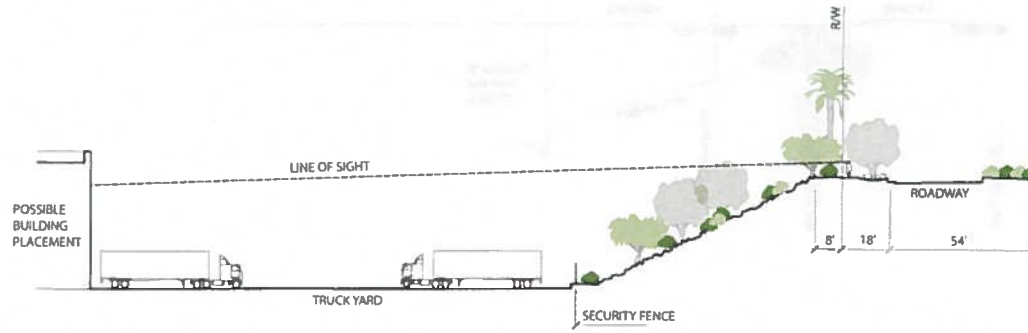 R/W
LINE OF SIGHT
POSSIBLE
BUILDING
PLACEMENT
ROADWAY
8'
18'
54'
TRUCK YARD
SECURITY FENCE